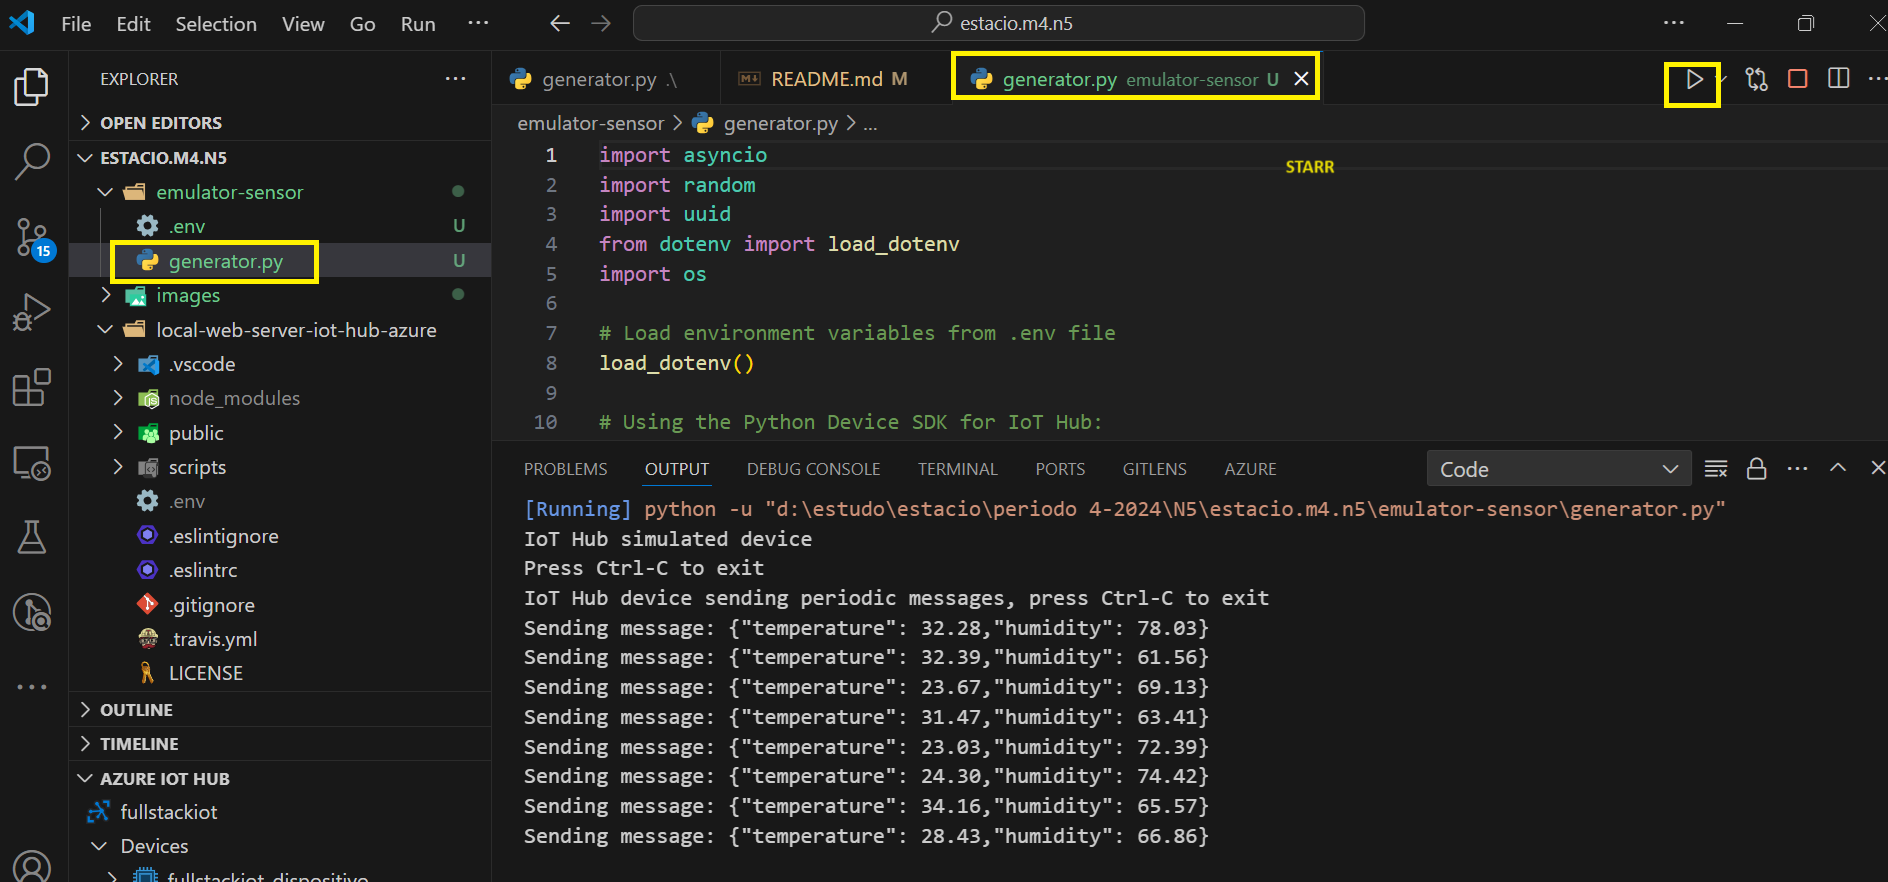 File Edit Selection View Go Run ···
estacio.m4.n5
EXPLORER
OPEN EDITORS
ESTACIO.M4.N5
emulator-sensor
.env U
generator.py U
images
local-web-server-iot-hub-azure
.vscode
node_modules
public
scripts
.env
.eslintignore
.eslintrc
.gitignore
.travis.yml
LICENSE
OUTLINE
TIMELINE
AZURE IOT HUB
fullstackiot
Devices
fullstackiot_dispositivo
15
generator.py .\
README.md M
generator.py emulator-sensor U
emulator-sensor > generator.py > ...
STARR
1 import asyncio
2 import random
3 import uuid
4 from dotenv import load_dotenv
5 import os
6
7 # Load environment variables from .env file
8 load_dotenv()
9
10 # Using the Python Device SDK for IoT Hub:
PROBLEMS OUTPUT DEBUG CONSOLE TERMINAL PORTS GITLENS AZURE
Code
[Running] python -u "d:\estudo\estacio\periodo 4-2024\N5\estacio.m4.n5\emulator-sensor\generator.py"
IoT Hub simulated device
Press Ctrl-C to exit
IoT Hub device sending periodic messages, press Ctrl-C to exit
Sending message: {"temperature": 32.28,"humidity": 78.03}
Sending message: {"temperature": 32.39,"humidity": 61.56}
Sending message: {"temperature": 23.67,"humidity": 69.13}
Sending message: {"temperature": 31.47,"humidity": 63.41}
Sending message: {"temperature": 23.03,"humidity": 72.39}
Sending message: {"temperature": 24.30,"humidity": 74.42}
Sending message: {"temperature": 34.16,"humidity": 65.57}
Sending message: {"temperature": 28.43,"humidity": 66.86}